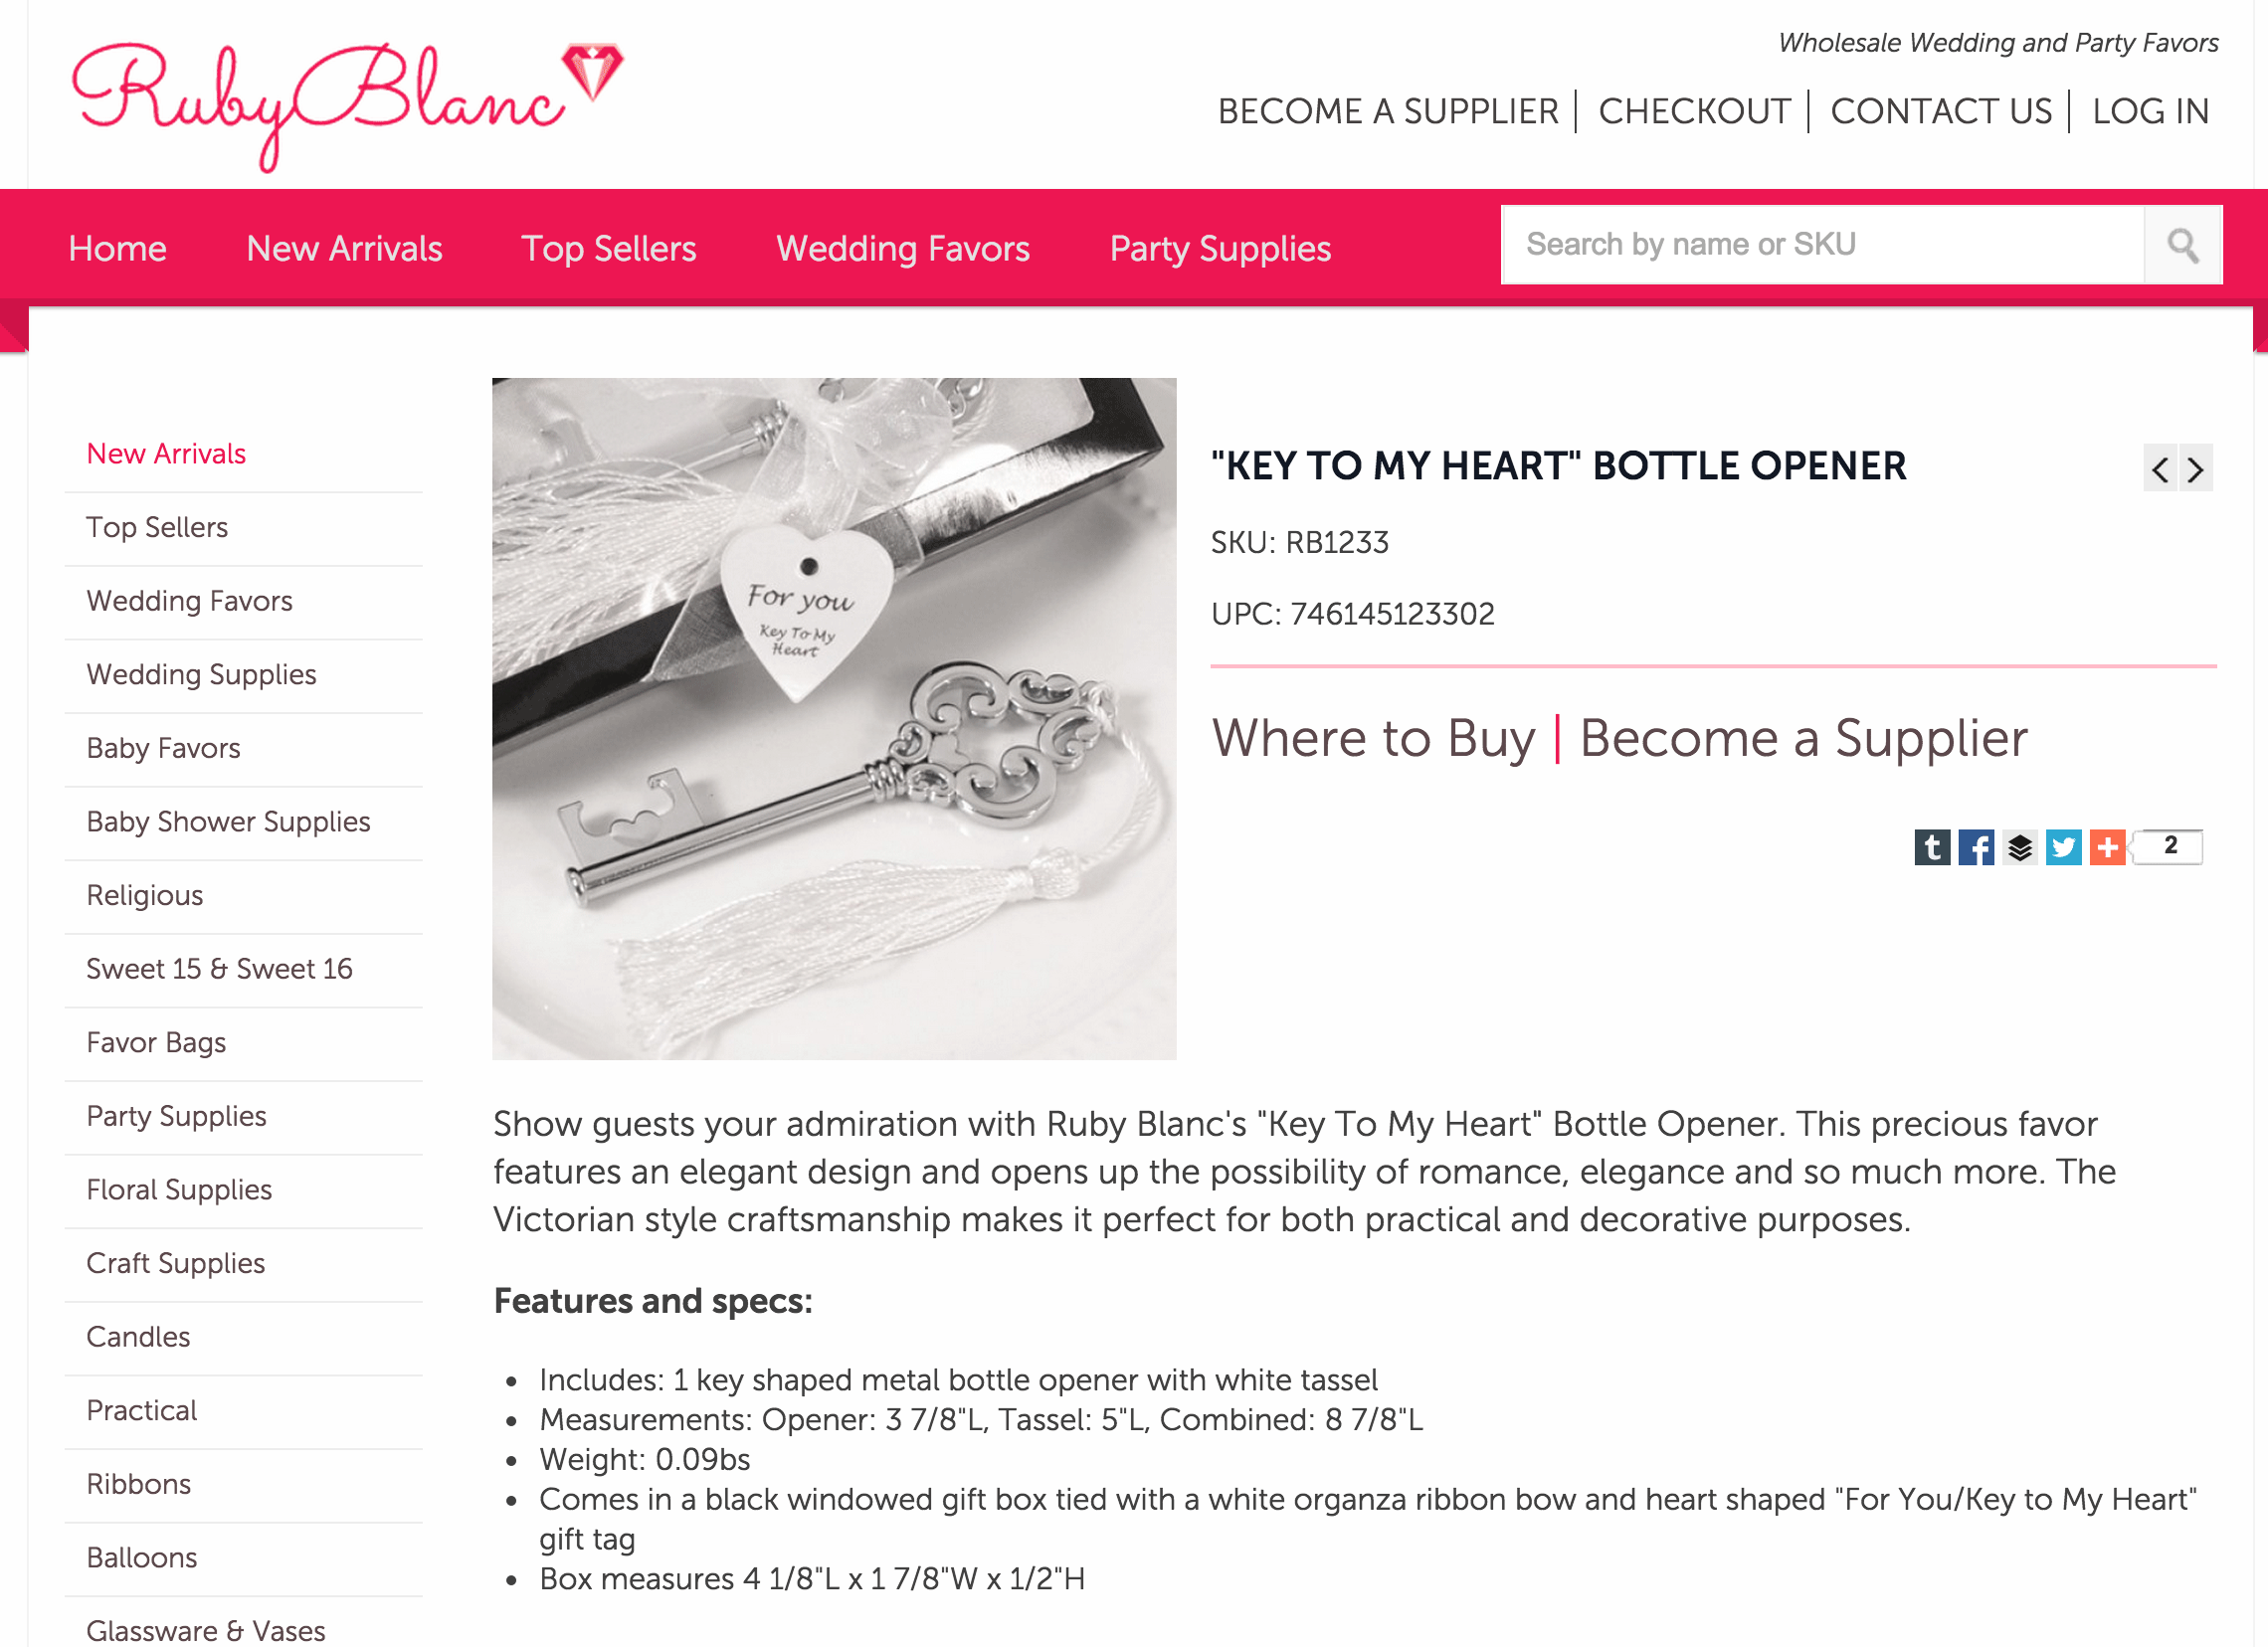 RubyBlanc
Wholesale Wedding and Party Favors
BECOME A SUPPLIER | CHECKOUT | CONTACT US | LOG IN
Home New Arrivals Top Sellers Wedding Favors Party Supplies Search by name or SKU
New Arrivals
Top Sellers
Wedding Favors
Wedding Supplies
Baby Favors
Baby Shower Supplies
Religious
Sweet 15 & Sweet 16
Favor Bags
Party Supplies
Floral Supplies
Craft Supplies
Candles
Practical
Ribbons
Balloons
Glassware & Vases
For you
Key To My
Heart
"KEY TO MY HEART" BOTTLE OPENER
SKU: RB1233
UPC: 746145123302
Where to Buy | Become a Supplier
2
Show guests your admiration with Ruby Blanc's "Key To My Heart" Bottle Opener. This precious favor
features an elegant design and opens up the possibility of romance, elegance and so much more. The
Victorian style craftsmanship makes it perfect for both practical and decorative purposes.
Features and specs:
• Includes: 1 key shaped metal bottle opener with white tassel
• Measurements: Opener: 3 7/8"L, Tassel: 5"L, Combined: 8 7/8"L
• Weight: 0.09bs
• Comes in a black windowed gift box tied with a white organza ribbon bow and heart shaped "For You/Key to My Heart"
gift tag
• Box measures 4 1/8"L x 1 7/8"W x 1/2"H